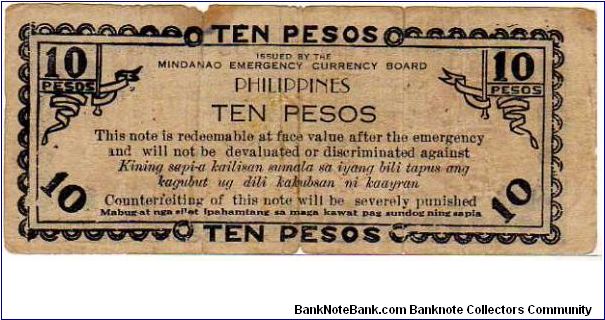 TEN PESOS
10 PESOS
ISSUED BY THE
MINDANAO EMERGENCY CURRENCY BOARD
10 PESOS
PHILIPPINES
TEN PESOS
This note is redeemable at face value after the emergency
and will not be devaluated or discriminated against
Kining sapi-a kailisan sumala sa iyang bili tapus ang
kagubut ug dili kakubsan ni kaayran
10
10
Counterfeiting of this note will be severely punished
Mabug-at nga silot ipahamtang sa maga kawat pag sundog ning sapia
TEN PESOS
BankNoteBank.com Banknote Collectors Community